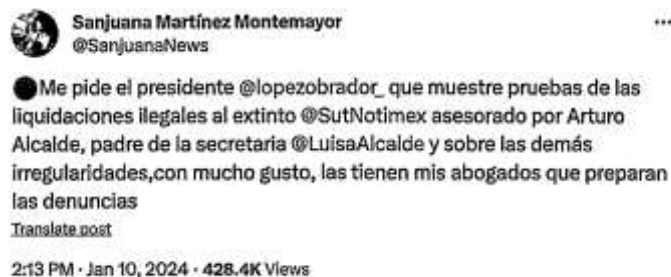 Sanjuana Martínez Montemayor
...
@SanjuanaNews
●Me pide el presidente @lopezobrador_ que muestre pruebas de las
liquidaciones ilegales al extinto @SutNotimex asesorado por Arturo
Alcalde, padre de la secretaria @LuisaAlcalde y sobre las demás
irregularidades,con mucho gusto, las tienen mis abogados que preparan
las denuncias
Translate post
2:13 PM · Jan 10, 2024 · 428.4K Views